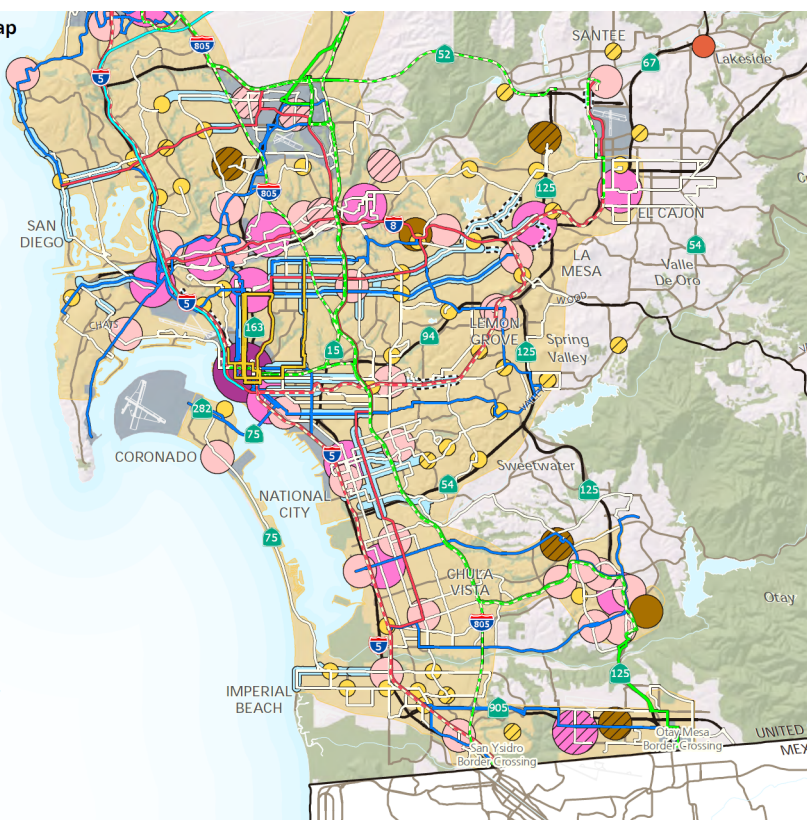 ap
805
5
52
SANTEE
67
Lakeside
805
125
SAN
DIEGO
8
EL CAJON
54
LA
MESA
Valle
De Oro
5
WOOD
163
94
LEMON
GROVE
Spring
Valley
15
125
282
75
VALLEY
CORONADO
5
54
Sweetwater
125
NATIONAL
CITY
75
CHULA
VISTA
Otay
805
5
125
IMPERIAL
BEACH
905
San Ysidro
Border Crossing
Otay Mesa
Border Crossing
UNITED
MEX